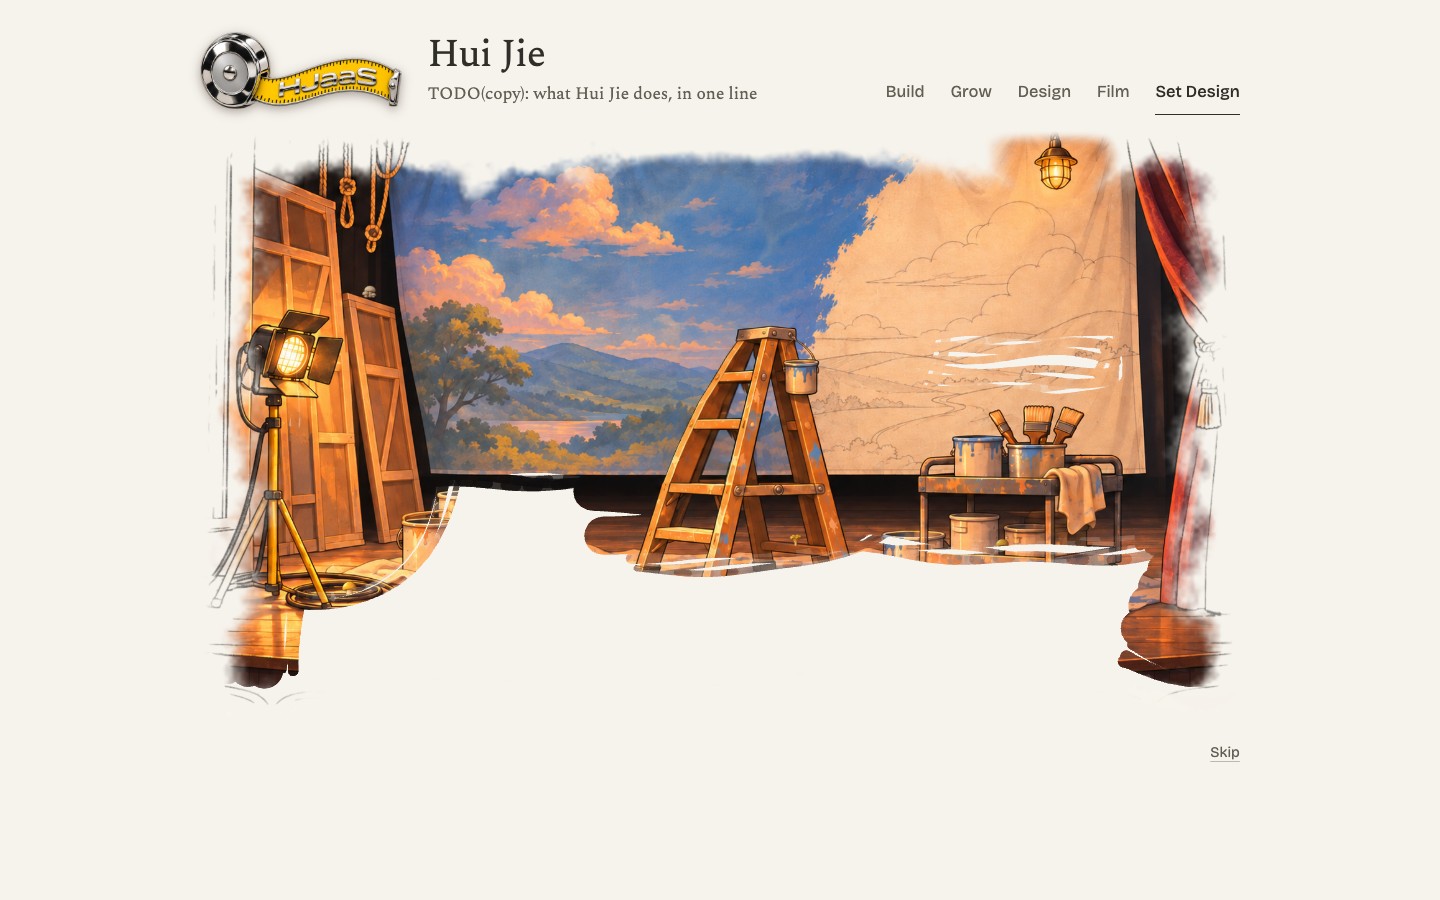 HJaaS
Hui Jie
TODO(copy): what Hui Jie does, in one line
Build
Grow
Design
Film
Set Design
Skip